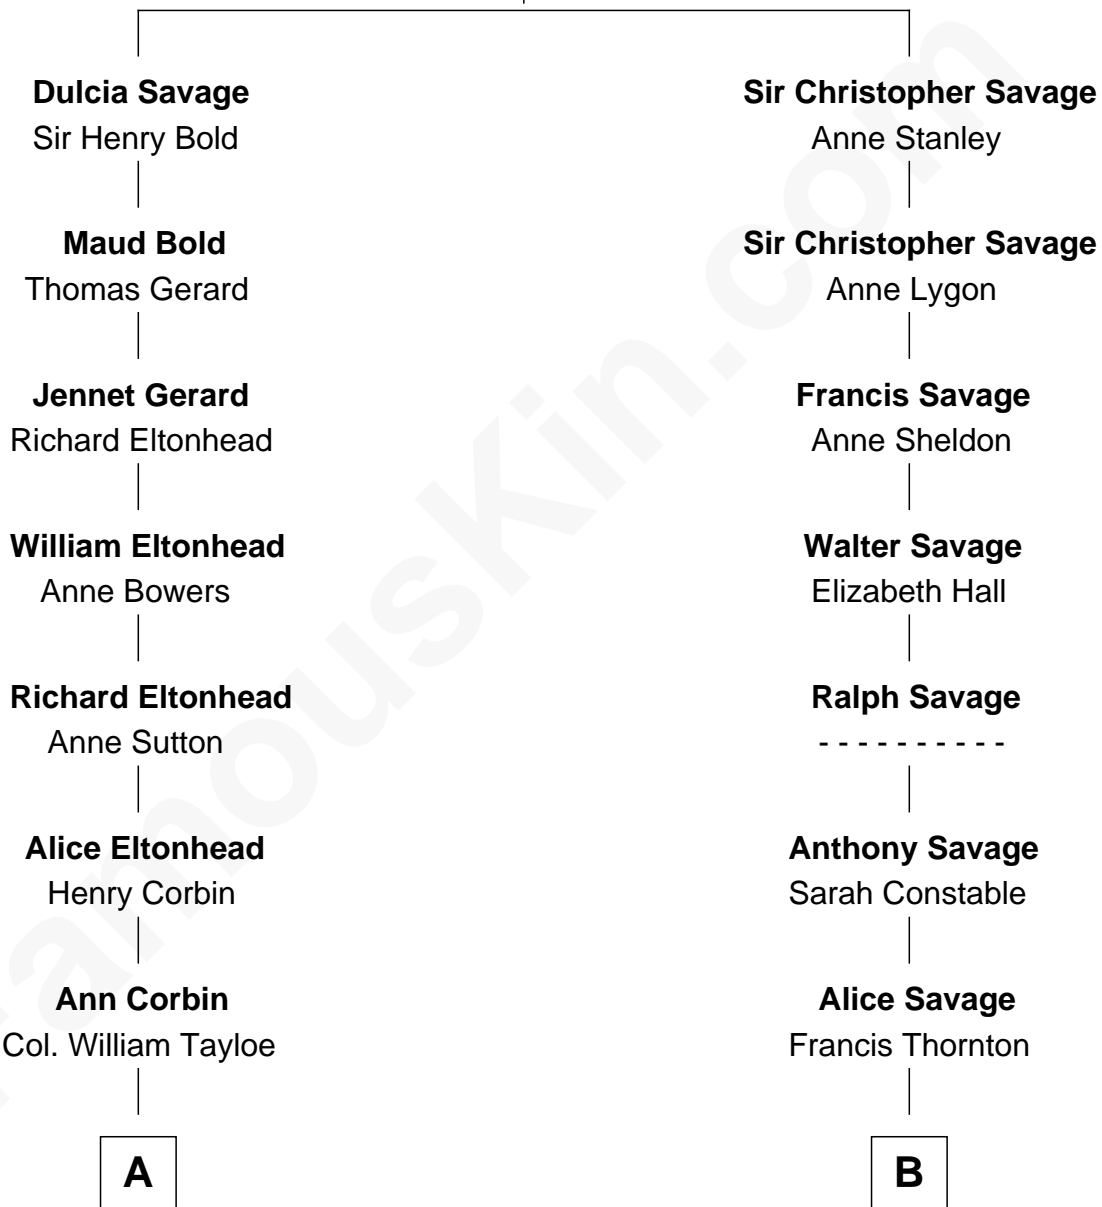 Dulcia Savage
Sir Henry Bold
Maud Bold
Thomas Gerard
Jennet Gerard
Richard Eltonhead
William Eltonhead
Anne Bowers
Richard Eltonhead
Anne Sutton
Alice Eltonhead
Henry Corbin
Ann Corbin
Col. William Tayloe
A
Sir Christopher Savage
Anne Stanley
Sir Christopher Savage
Anne Lygon
Francis Savage
Anne Sheldon
Walter Savage
Elizabeth Hall
Ralph Savage
- - - - - - - - - -
Anthony Savage
Sarah Constable
Alice Savage
Francis Thornton
B
FamousKin.com